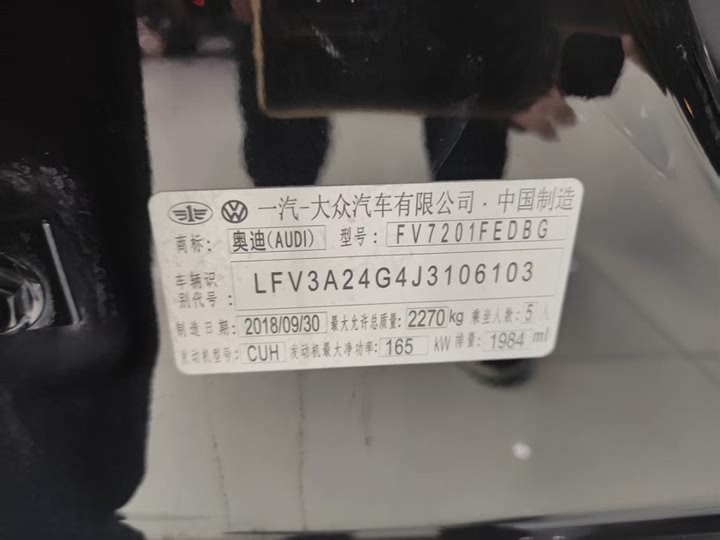 一汽-大众汽车有限公司·中国制造
商标: 奥迪(AUDI) 型号: FV7201FEDBG
车辆识别代号: LFV3A24G4J3106103
制造日期: 2018/09/30 最大允许总质量: 2270 kg 乘坐人数: 5 人
发动机型号: CUH 发动机最大净功率: 165 kW 排量: 1984 ml